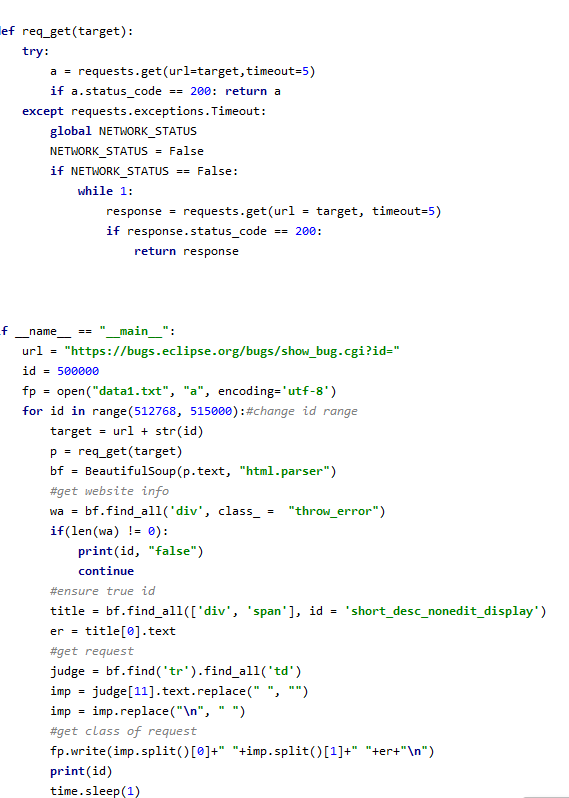 ef req_get(target):
    try:
        a = requests.get(url=target,timeout=5)
        if a.status_code == 200: return a
    except requests.exceptions.Timeout:
        global NETWORK_STATUS
        NETWORK_STATUS = False
        if NETWORK_STATUS == False:
            while 1:
                response = requests.get(url = target, timeout=5)
                if response.status_code == 200:
                    return response
f __name__ == "__main__":
    url = "https://bugs.eclipse.org/bugs/show_bug.cgi?id="
    id = 500000
    fp = open("data1.txt", "a", encoding='utf-8')
    for id in range(512768, 515000):#change id range
        target = url + str(id)
        p = req_get(target)
        bf = BeautifulSoup(p.text, "html.parser")
        #get website info
        wa = bf.find_all('div', class_ =  "throw_error")
        if(len(wa) != 0):
            print(id, "false")
            continue
        #ensure true id
        title = bf.find_all(['div', 'span'], id = 'short_desc_nonedit_display')
        er = title[0].text
        #get request
        judge = bf.find('tr').find_all('td')
        imp = judge[11].text.replace(" ", "")
        imp = imp.replace("\n", " ")
        #get class of request
        fp.write(imp.split()[0]+" "+imp.split()[1]+" "+er+"\n")
        print(id)
        time.sleep(1)